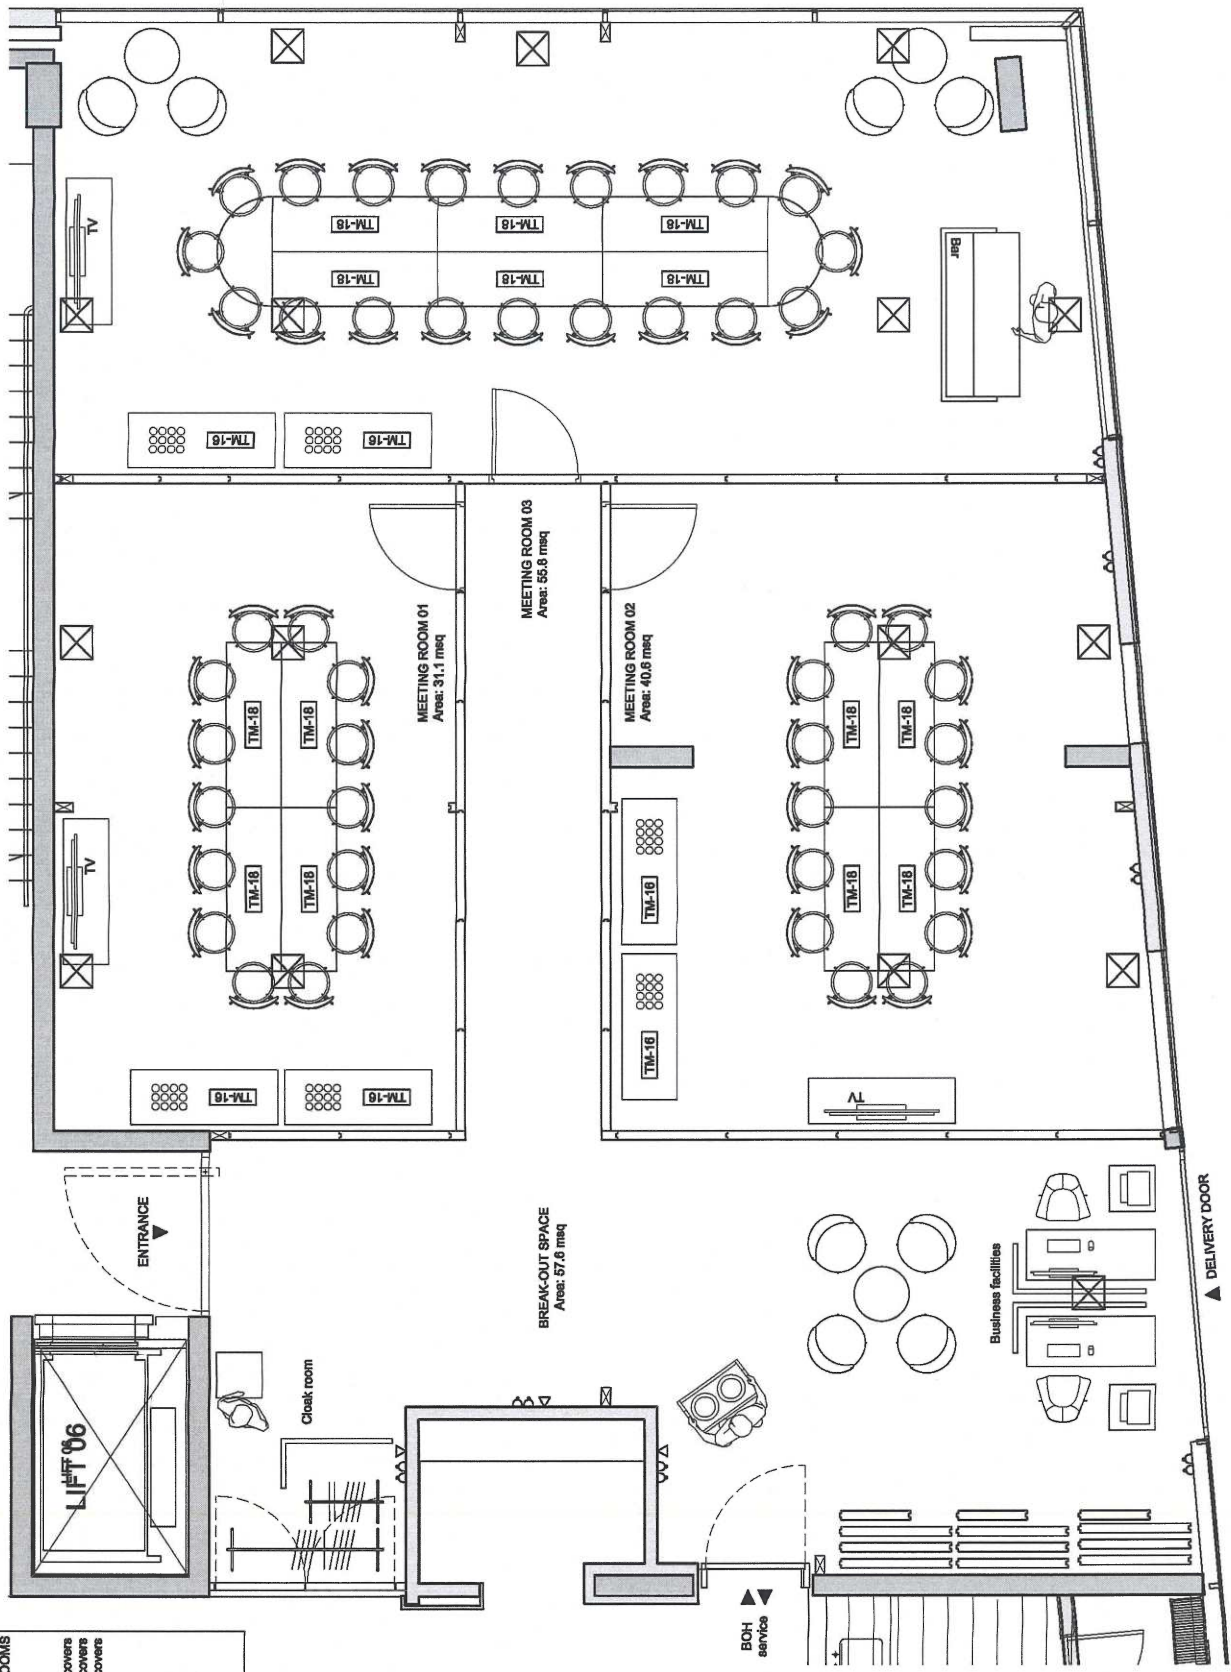 TV
TM-18
TM-18
TM-18
TM-18
TM-18
TM-18
Bar
TM-16
TM-16
MEETING ROOM 03
Area: 55.8 msq
MEETING ROOM 01
Area: 31.1 msq
MEETING ROOM 02
Area: 40.6 msq
TM-18
TM-18
TM-18
TM-18
TV
TM-18
TM-18
TM-18
TM-18
TM-16
TM-16
TM-16
TM-16
TV
ENTRANCE
BREAK-OUT SPACE
Area: 57.6 msq
DELIVERY DOOR
Business facilities
Cloak room
LIFT 06
LIFT 06
BOH
service
OOMS
covers
covers
covers